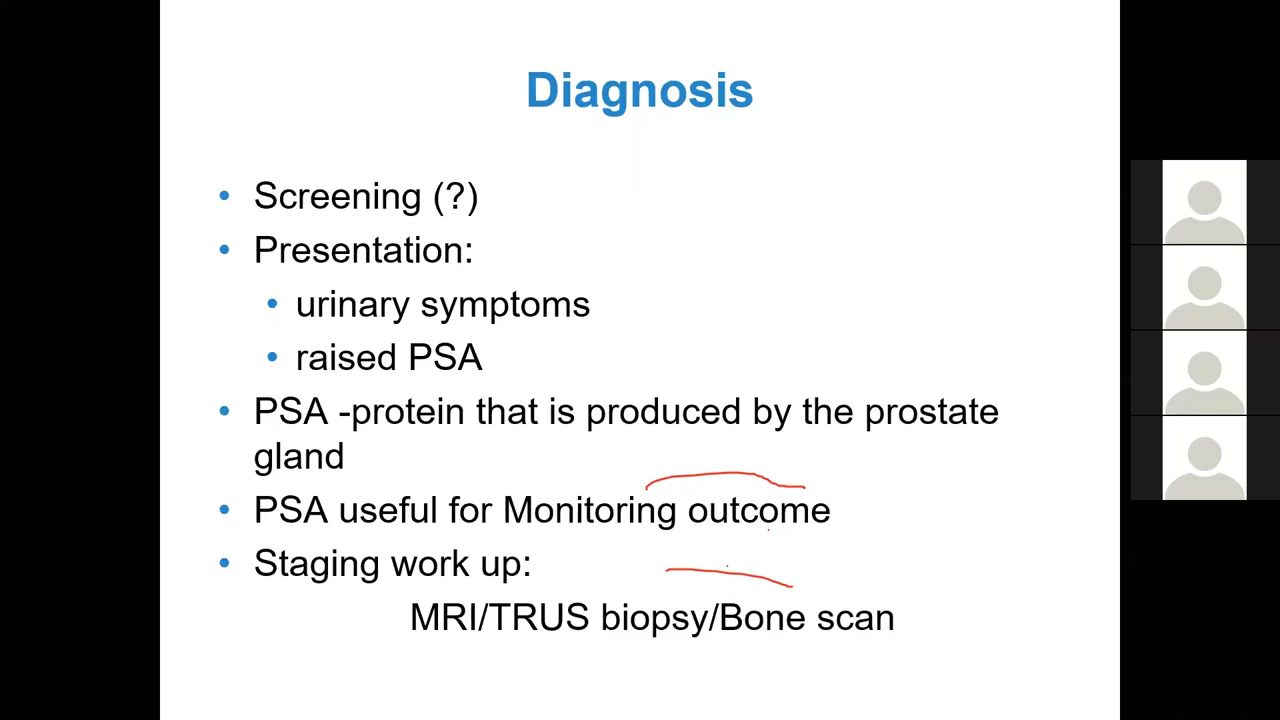 Diagnosis
• Screening (?)
• Presentation:
• urinary symptoms
• raised PSA
• PSA -protein that is produced by the prostate
gland
• PSA useful for Monitoring outcome
• Staging work up:
MRI/TRUS biopsy/Bone scan